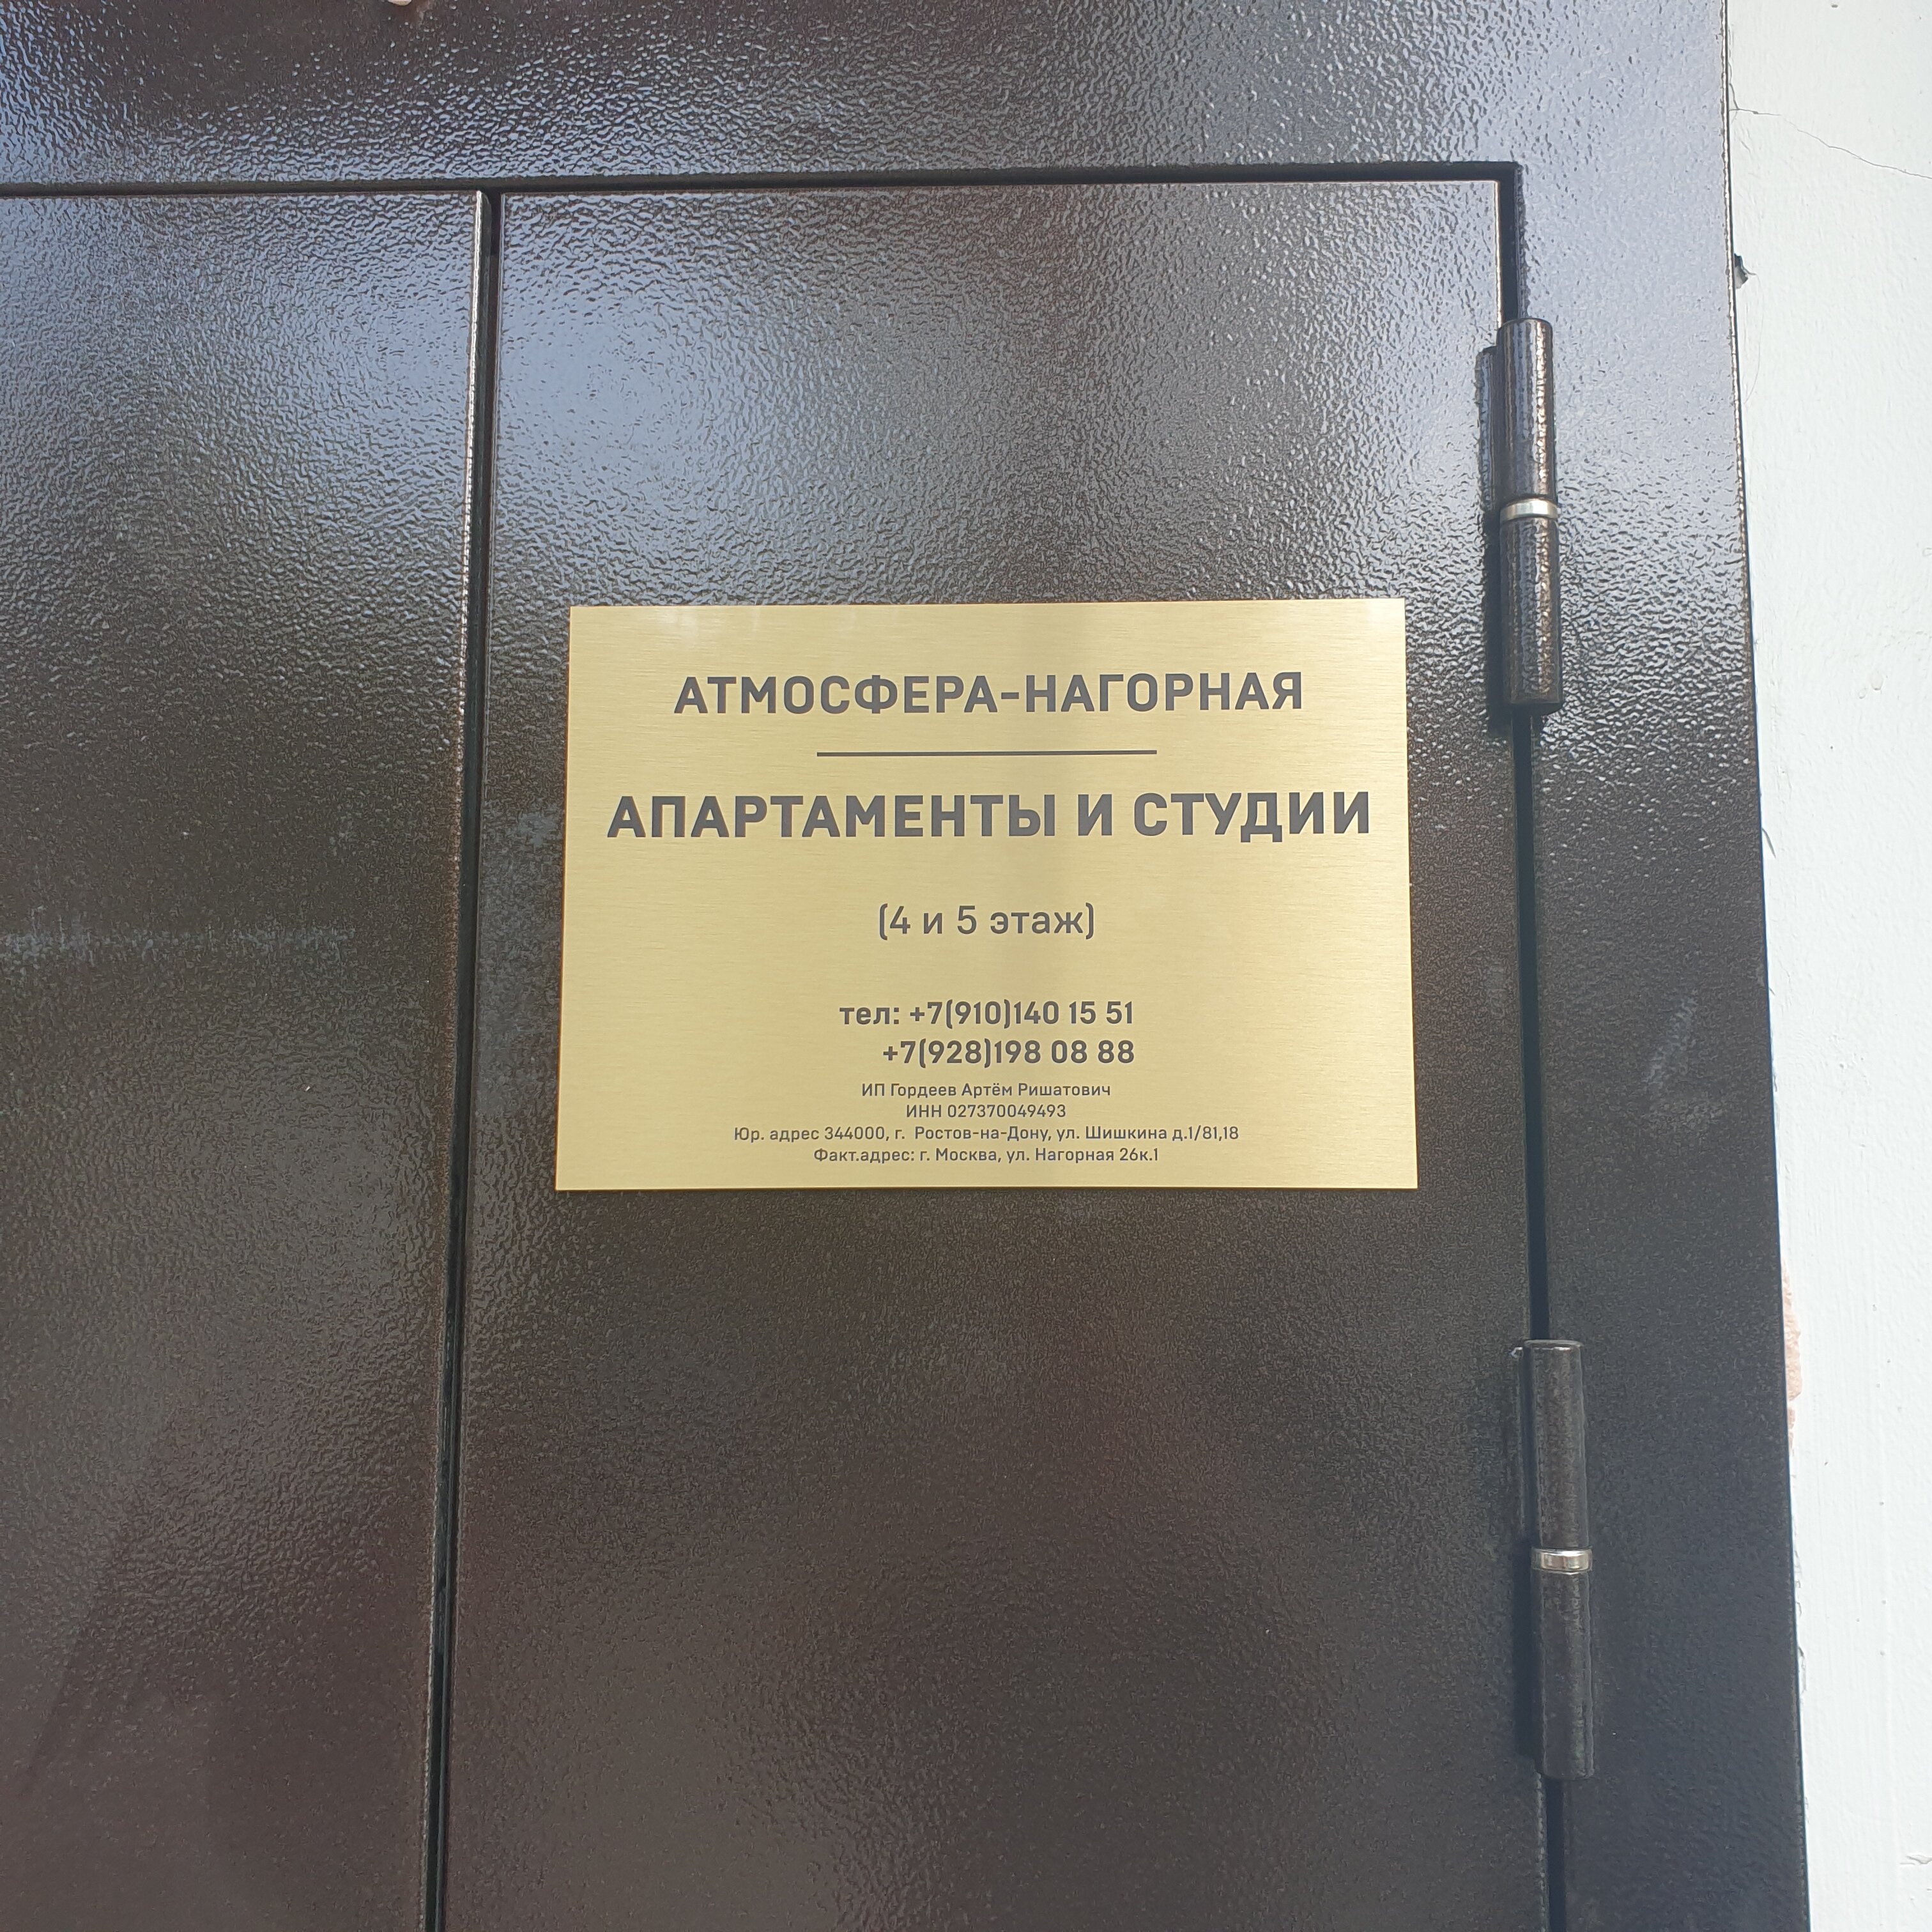 АТМОСФЕРА-НАГОРНАЯ
АПАРТАМЕНТЫ И СТУДИИ
(4 и 5 этаж)
тел: +7(910)140 15 51
+7(928)198 08 88
ИП Гордеев Артём Ришатович
ИНН 027370049493
Юр. адрес 344000, г. Ростов-на-Дону, ул. Шишкина д.1/81,18
Факт.адрес: г. Москва, ул. Нагорная 26к.1